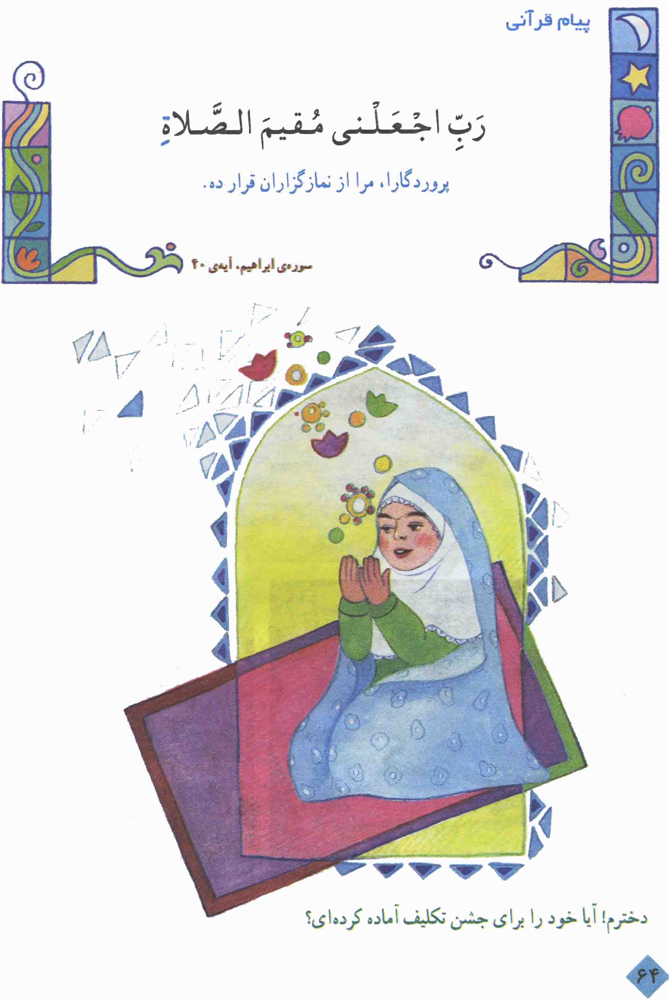 پیام قرآنی
رَبِّ اجْعَلْنی مُقیمَ الصَّلاةِ
پروردگارا، مرا از نمازگزاران قرار ده.
سوره‌ی ابراهیم، آیه‌ی ۴۰
دخترم! آیا خود را برای جشن تکلیف آماده کرده‌ای؟
۶۴